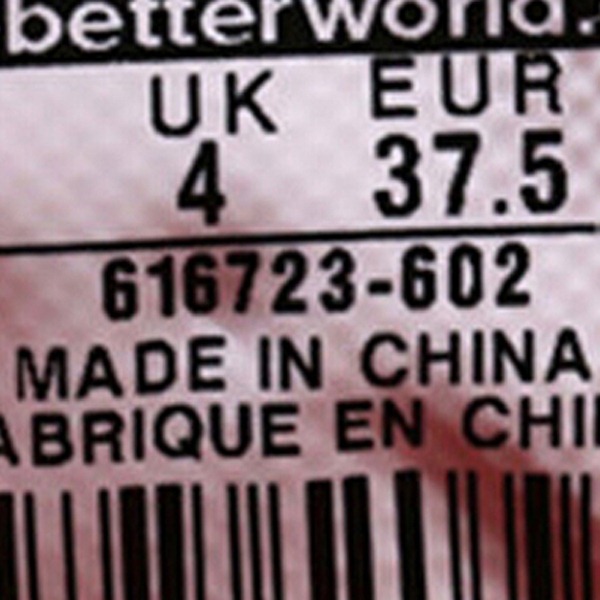 betterworld.
UK EUR
4 37.5
616723-602
MADE IN CHINA
ABRIQUE EN CHI